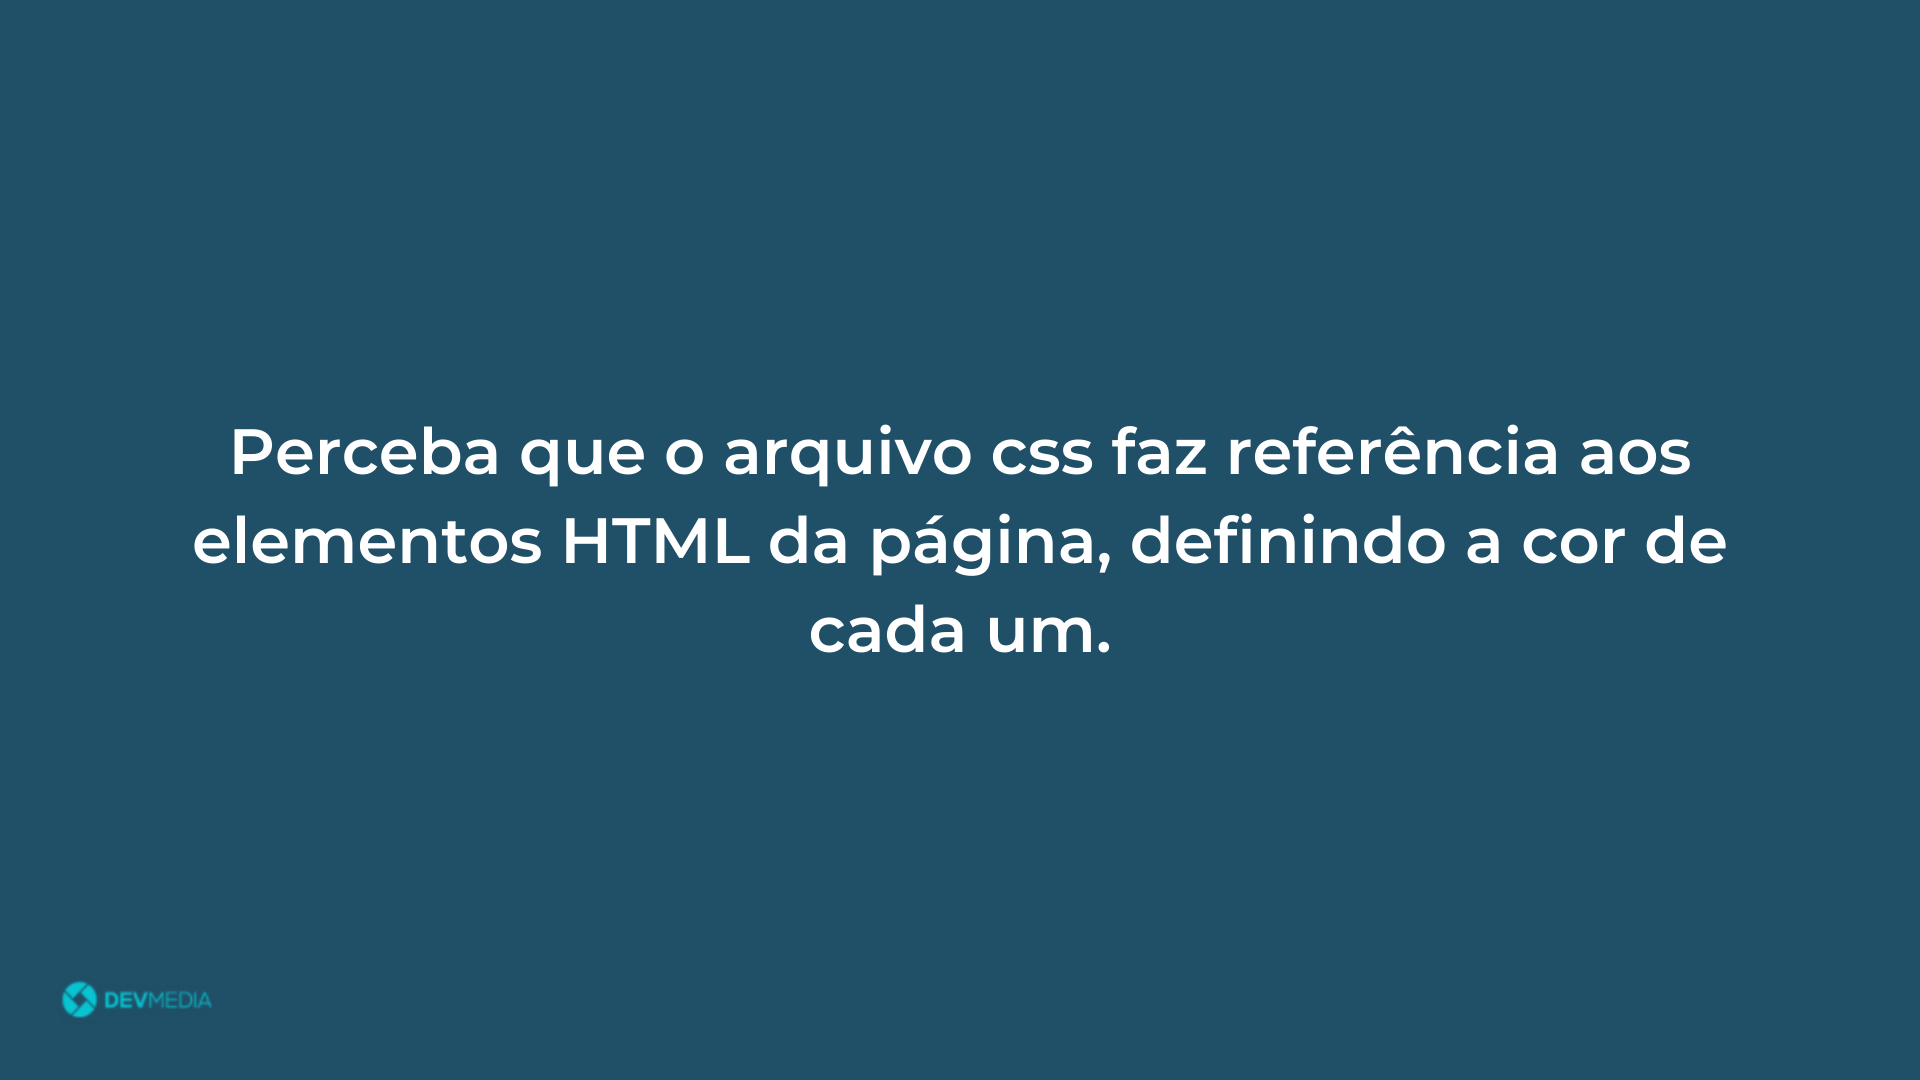 Perceba que o arquivo css faz referência aos
elementos HTML da página, definindo a cor de
cada um.
DEVMEDIA